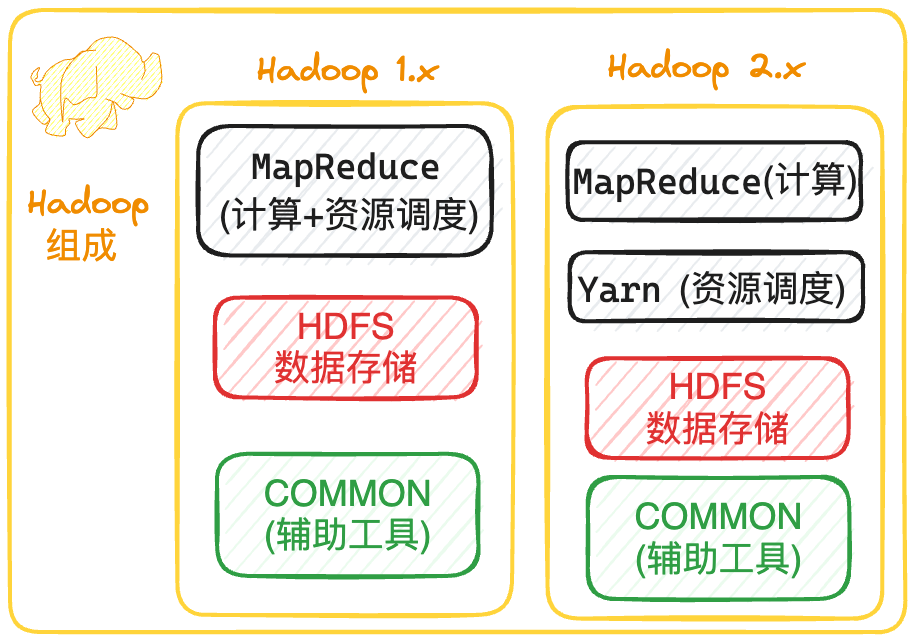 Hadoop
组成
Hadoop 1.x
MapReduce
(计算+资源调度)
HDFS
数据存储
COMMON
(辅助工具)
Hadoop 2.x
MapReduce(计算)
Yarn (资源调度)
HDFS
数据存储
COMMON
(辅助工具)